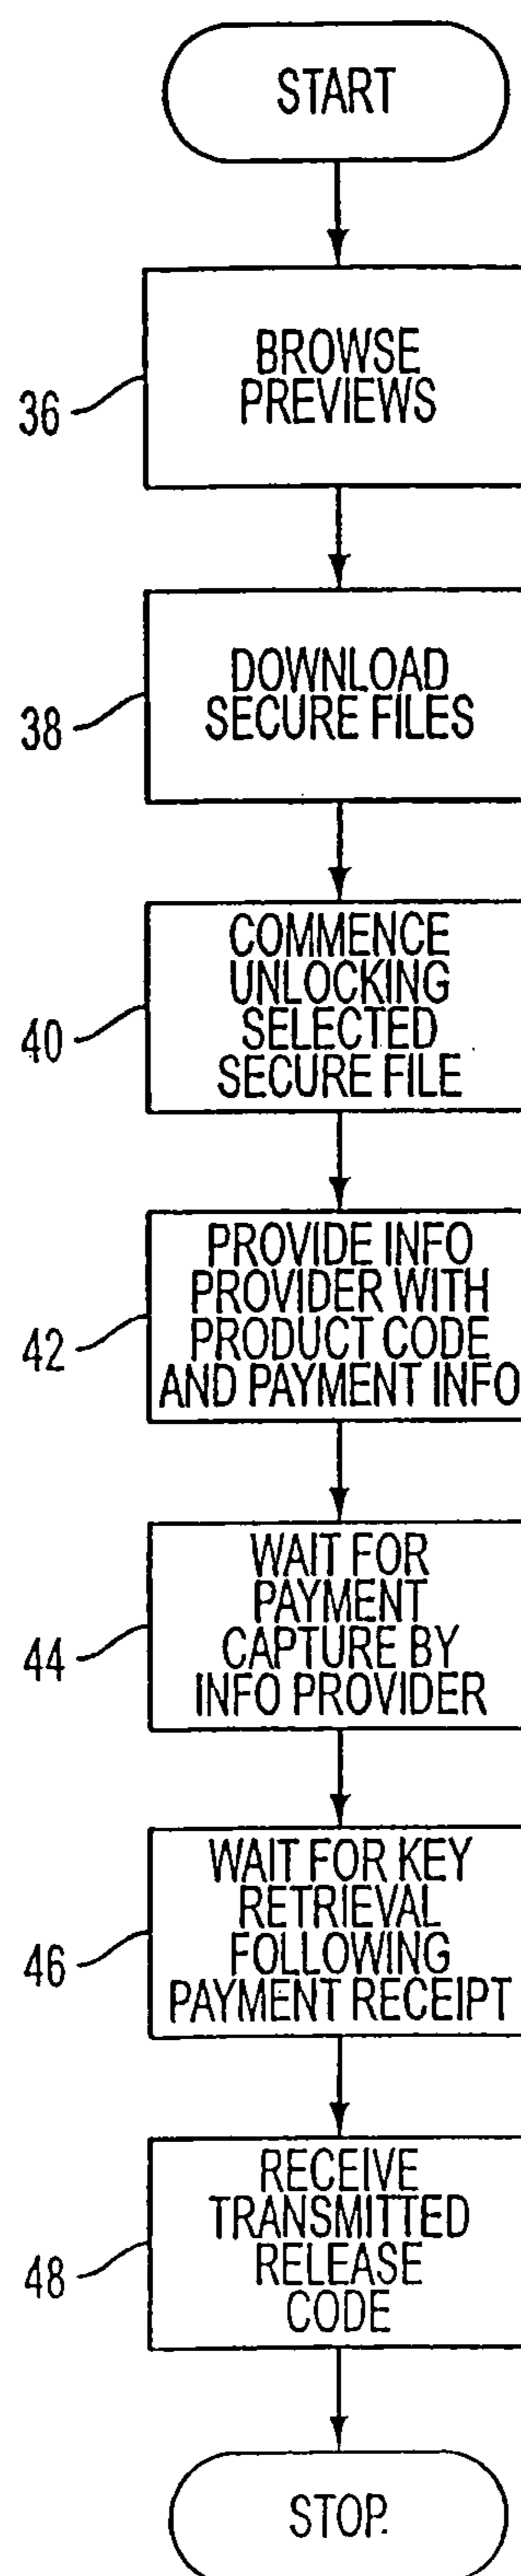 START
BROWSE
PREVIEWS
36
DOWNLOAD
SECURE FILES
38
COMMENCE
UNLOCKING
SELECTED
SECURE FILE
40
PROVIDE INFO
PROVIDER WITH
PRODUCT CODE
AND PAYMENT INFO
42
WAIT FOR
PAYMENT
CAPTURE BY
INFO PROVIDER
44
WAIT FOR KEY
RETRIEVAL
FOLLOWING
PAYMENT RECEIPT
46
RECEIVE
TRANSMITTED
RELEASE
CODE
48
STOP.